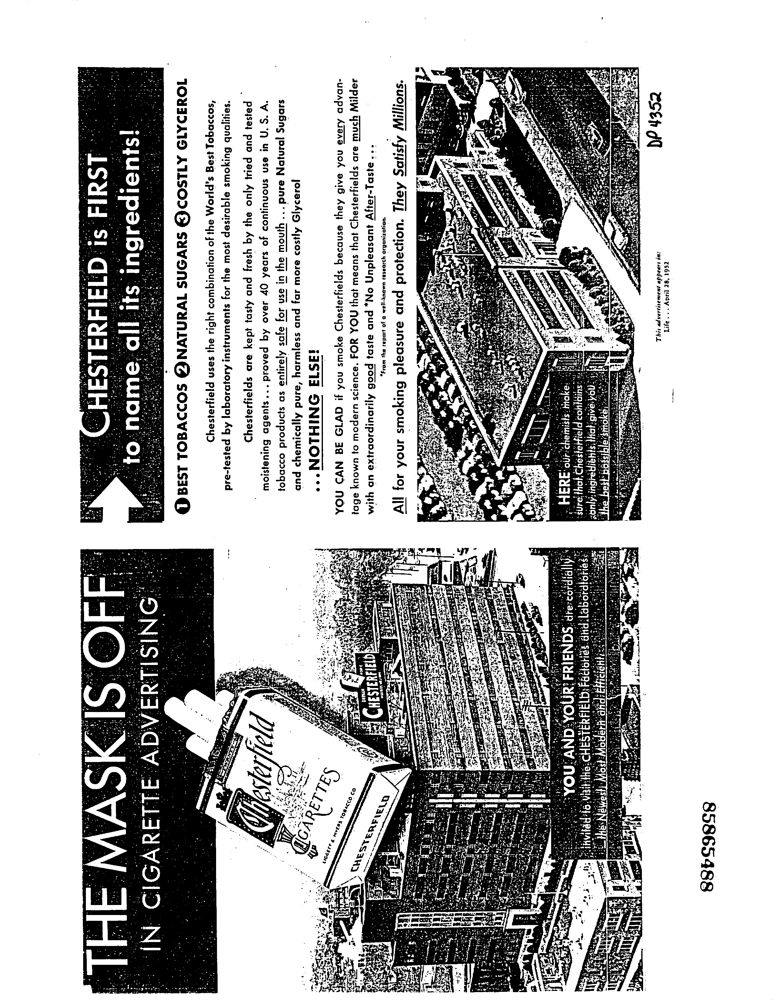 THE MASK IS OFF
IN CIGARETTE ADVERTISING
Chesterfield
CIGARETTES
LIGGETT & MYERS TOBACCO CO
CHESTERFIELD
CHESTERFIELD
YOU AND YOUR FRIENDS are cordially
invited to visit the CHESTERFIELD Factories and Laboratories
...the Newest, Most Modern and Efficient.
CHESTERFIELD is FIRST
to name all its ingredients!
1 BEST TOBACCOS 2 NATURAL SUGARS 3 COSTLY GLYCEROL
Chesterfield uses the right combination of the World's Best Tobaccos,
pre-tested by laboratory instruments for the most desirable smoking qualities.
Chesterfields are kept tasty and fresh by the only tried and tested
moistening agents...proved by over 40 years of continuous use in U. S. A.
tobacco products as entirely safe for use in the mouth...pure Natural Sugars
and chemically pure, harmless and far more costly Glycerol
...NOTHING ELSE!
YOU CAN BE GLAD if you smoke Chesterfields because they give you every advan-
tage known to modern science. FOR YOU that means that Chesterfields are much Milder
with an extraordinarily good taste and *No Unpleasant After-Taste...
*From the report of a well-known research organization.
All for your smoking pleasure and protection. They Satisfy Millions.
HERE our chemists make
sure that Chesterfield contains
only ingredients that give you
the best possible smoke.
This advertisement appears in:
Life . . . April 28, 1952
DP 4352
85865488